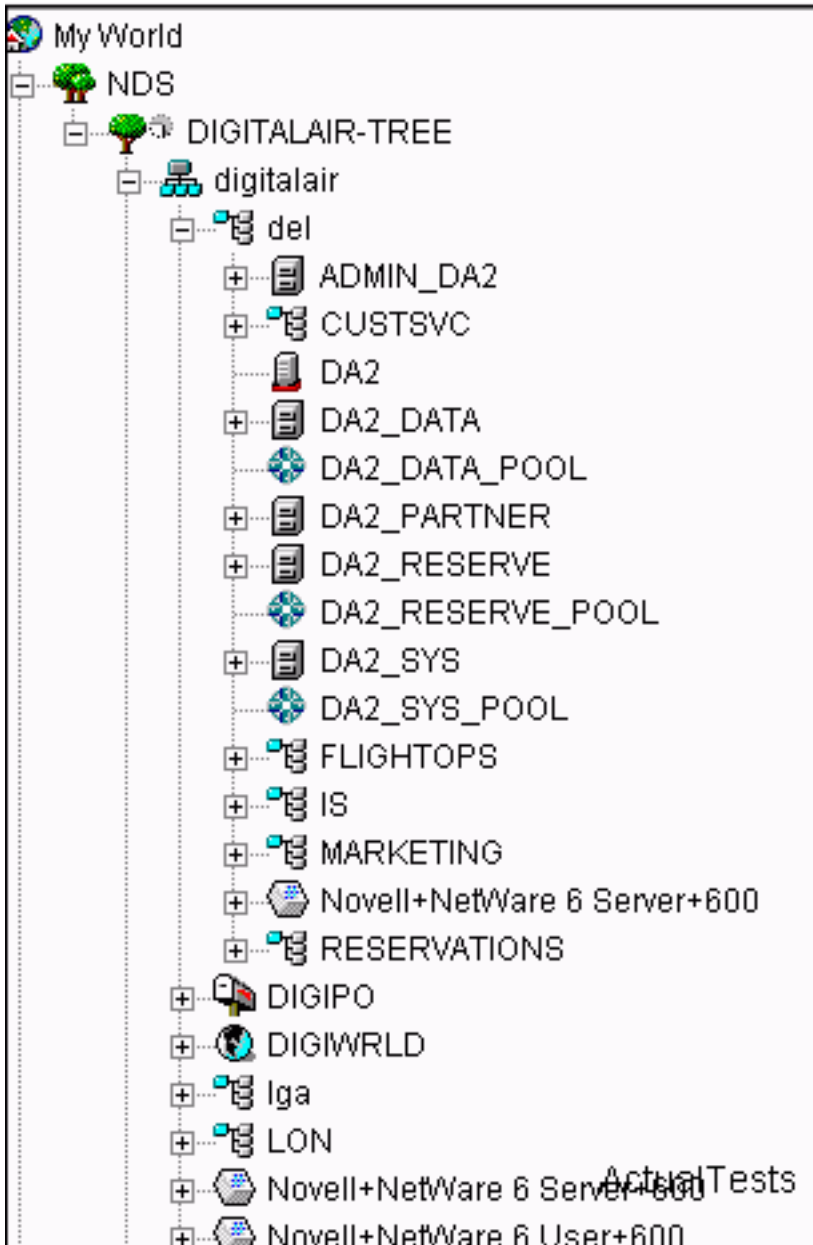 My World
NDS
DIGITALAIR-TREE
digitalair
del
ADMIN_DA2
CUSTSVC
DA2
DA2_DATA
DA2_DATA_POOL
DA2_PARTNER
DA2_RESERVE
DA2_RESERVE_POOL
DA2_SYS
DA2_SYS_POOL
FLIGHTOPS
IS
MARKETING
Novell+NetWare 6 Server+600
RESERVATIONS
DIGIPO
DIGIWRLD
lga
LON
Novell+NetWare 6 Server+600
ActualTests
Novell+NetWare 6 User+600